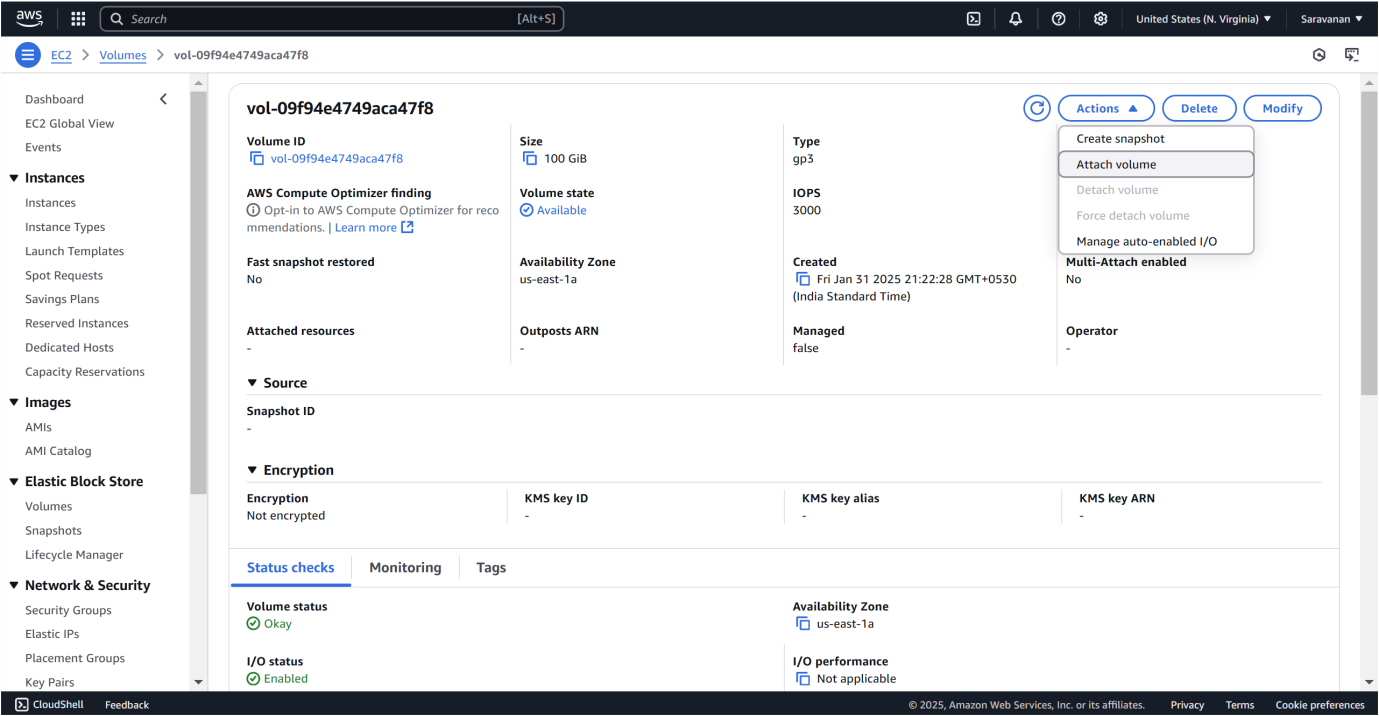 aws
Search [Alt+S]
United States (N. Virginia)
Saravanan
EC2
Volumes
vol-09f94e4749aca47f8
Dashboard
EC2 Global View
Events
Instances
Instances
Instance Types
Launch Templates
Spot Requests
Savings Plans
Reserved Instances
Dedicated Hosts
Capacity Reservations
Images
AMIs
AMI Catalog
Elastic Block Store
Volumes
Snapshots
Lifecycle Manager
Network & Security
Security Groups
Elastic IPs
Placement Groups
Key Pairs
vol-09f94e4749aca47f8
Actions
Delete
Modify
Create snapshot
Attach volume
Detach volume
Force detach volume
Manage auto-enabled I/O
Volume ID
vol-09f94e4749aca47f8
Size
100 GiB
Type
gp3
AWS Compute Optimizer finding
Opt-in to AWS Compute Optimizer for reco
mmendations. | Learn more
Volume state
Available
IOPS
3000
Fast snapshot restored
No
Availability Zone
us-east-1a
Created
Fri Jan 31 2025 21:22:28 GMT+0530
(India Standard Time)
Multi-Attach enabled
No
Attached resources
-
Outposts ARN
-
Managed
false
Operator
-
Source
Snapshot ID
-
Encryption
Encryption
Not encrypted
KMS key ID
-
KMS key alias
-
KMS key ARN
-
Status checks
Monitoring
Tags
Volume status
Okay
Availability Zone
us-east-1a
I/O status
Enabled
I/O performance
Not applicable
CloudShell
Feedback
© 2025, Amazon Web Services, Inc. or its affiliates.
Privacy
Terms
Cookie preferences